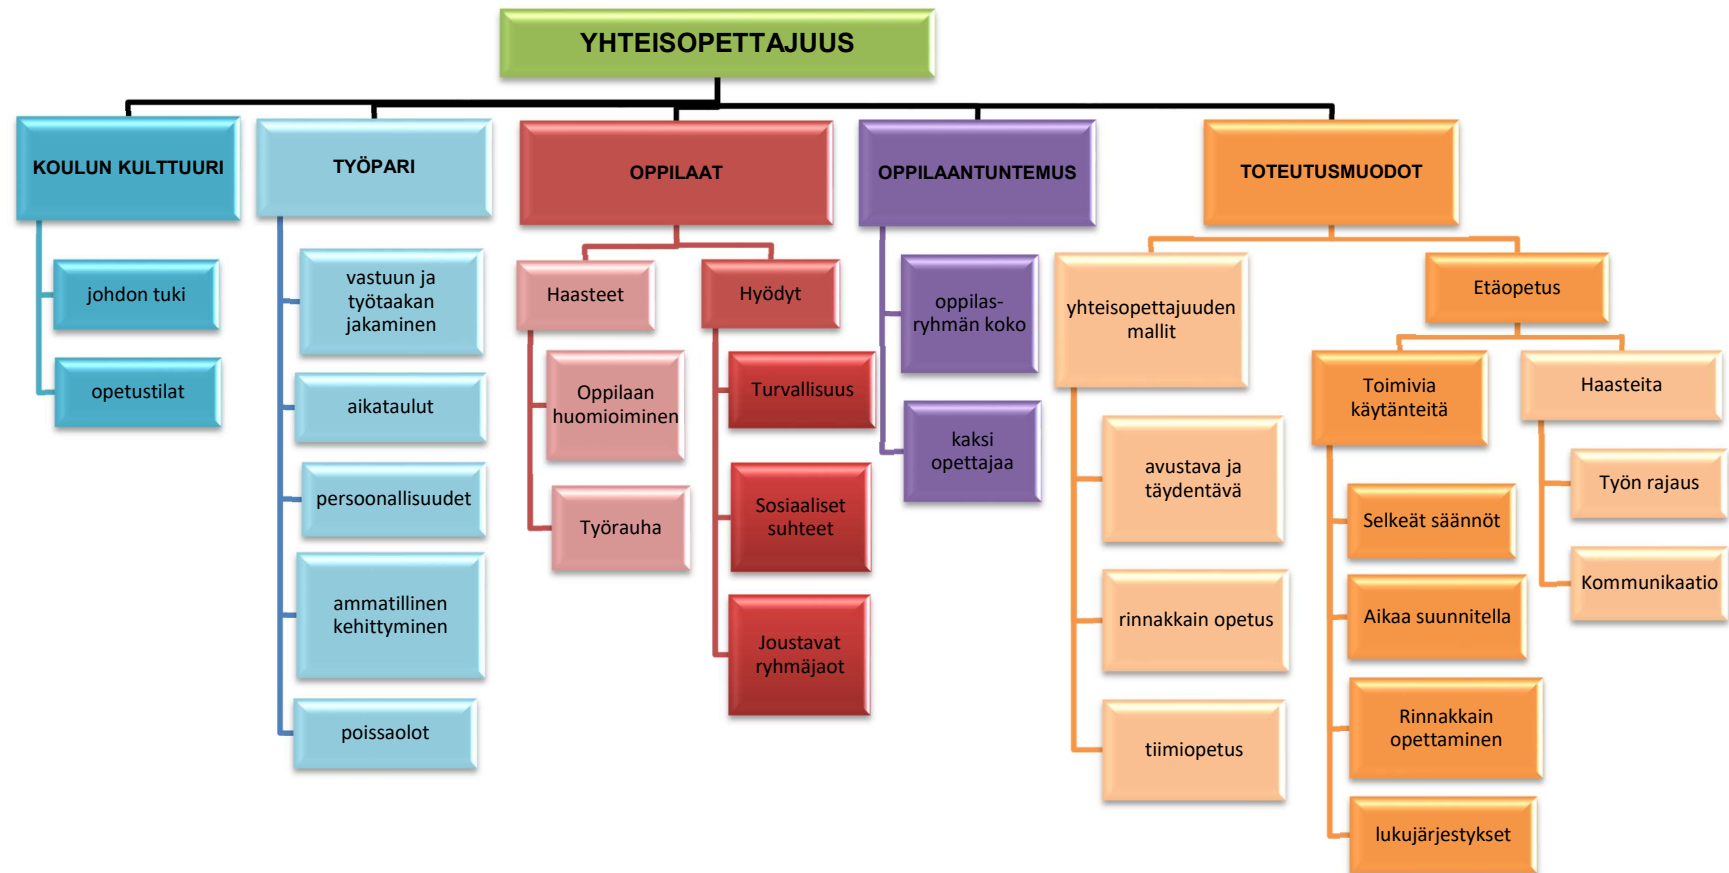 YHTEISOPETTAJUUS
KOULUN KULTTUURI
johdon tuki
opetustilat
TYÖPARI
vastuun ja
työtaakan
jakaminen
aikataulut
persoonallisuudet
ammatillinen
kehittyminen
poissaolot
OPPILAAT
Haasteet
Oppilaan
huomioiminen
Työrauha
Hyödyt
Turvallisuus
Sosiaaliset
suhteet
Joustavat
ryhmäjaot
OPPILAANTUNTEMUS
oppilas-
ryhmän koko
kaksi
opettajaa
TOTEUTUSMUODOT
yhteisopettajuuden
mallit
avustava ja
täydentävä
rinnakkain opetus
tiimiopetus
Etäopetus
Toimivia
käytänteitä
Selkeät säännöt
Aikaa suunnitella
Rinnakkain
opettaminen
lukujärjestykset
Haasteita
Työn rajaus
Kommunikaatio